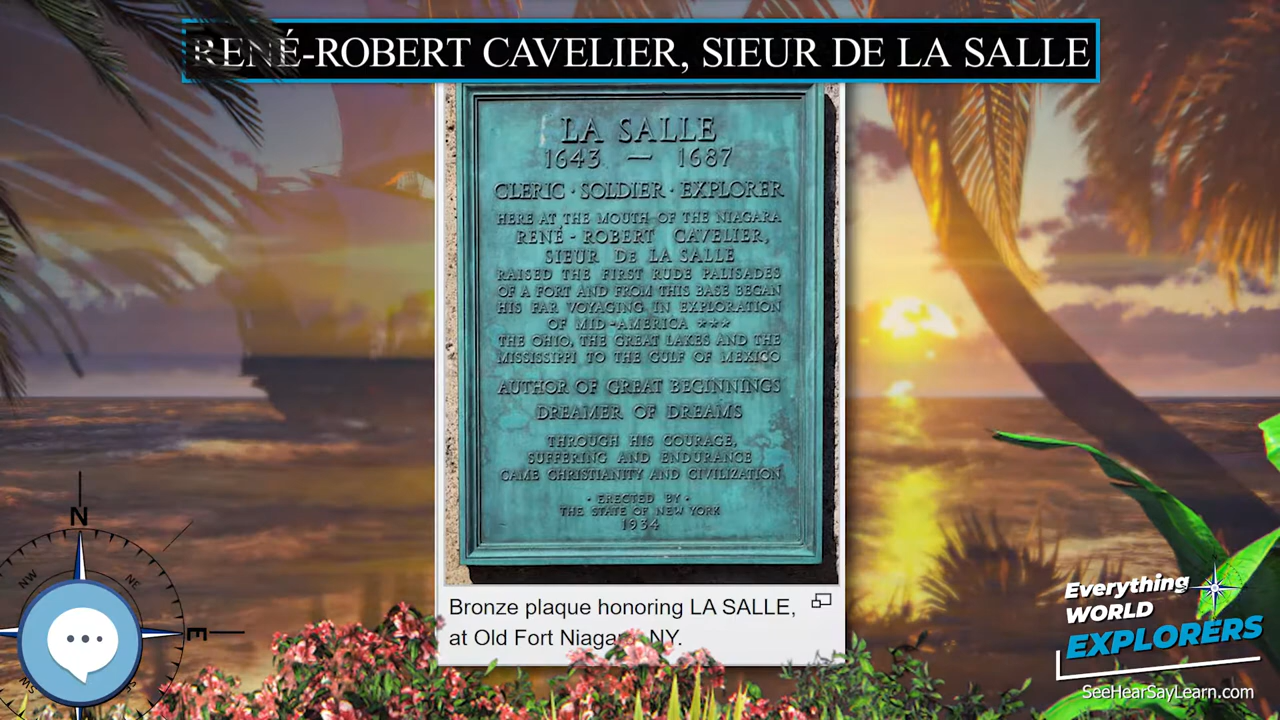 RENÉ-ROBERT CAVELIER, SIEUR DE LA SALLE
LA SALLE
1643 — 1687
CLERIC · SOLDIER · EXPLORER
HERE AT THE MOUTH OF THE NIAGARA
RENÉ - ROBERT CAVELIER,
SIEUR DE LA SALLE
RAISED THE FIRST RUDE PALISADES
OF A FORT AND FROM THIS BASE BEGAN
HIS FAR VOYAGING IN EXPLORATION
OF MID-AMERICA ***
THE OHIO, THE GREAT LAKES AND THE
MISSISSIPPI TO THE GULF OF MEXICO
AUTHOR OF GREAT BEGINNINGS
DREAMER OF DREAMS
THROUGH HIS COURAGE,
SUFFERING AND ENDURANCE
CAME CHRISTIANITY AND CIVILIZATION
· ERECTED BY ·
THE STATE OF NEW YORK
1934
Bronze plaque honoring LA SALLE,
at Old Fort Niagara, NY.
N
NW
NE
E
SW
SE
Everything
WORLD
EXPLORERS
SeeHearSayLearn.com